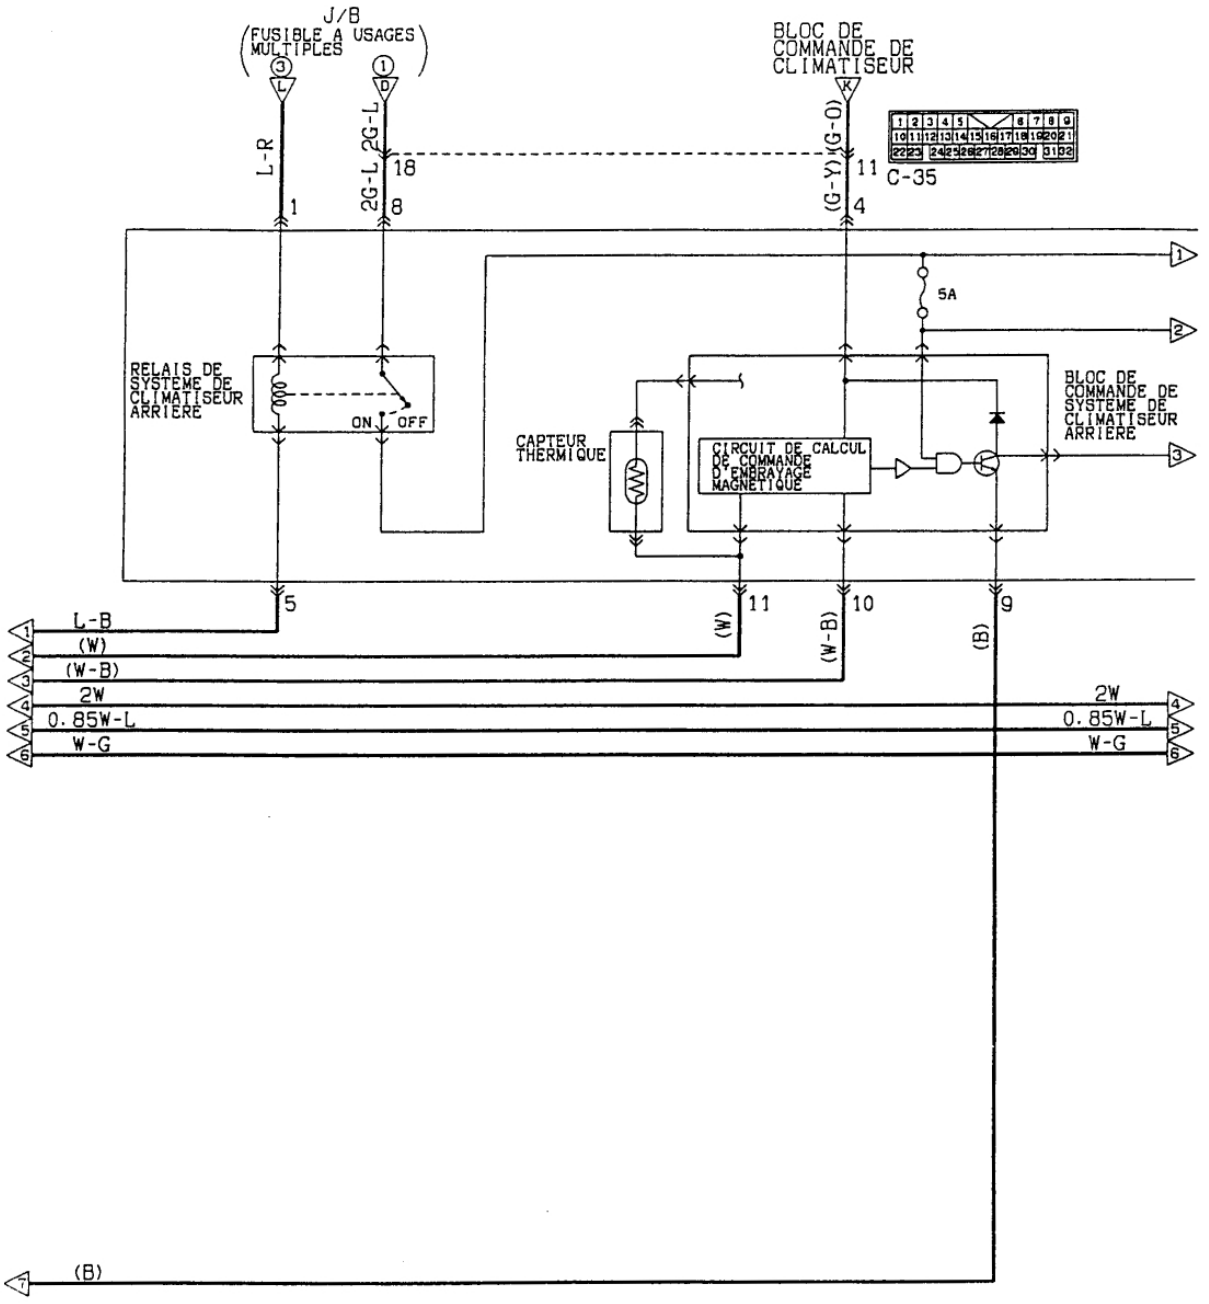 J/B
(FUSIBLE A USAGES
MULTIPLES)
3
1
L
D
BLOC DE
COMMANDE DE
CLIMATISEUR
K
L-R
2G-L
2G-L
(G-O)
(G-Y)
18
11
1
8
4
1 2 3 4 5 6 7 8 9
10 11 12 13 14 15 16 17 18 19 20 21
22 23 24 25 26 27 28 29 30 31 32
C-35
1
5A
2
RELAIS DE
SYSTEME DE
CLIMATISEUR
ARRIERE
ON OFF
CAPTEUR
THERMIQUE
CIRCUIT DE CALCUL
DE COMMANDE
D'EMBRAYAGE
MAGNETIQUE
BLOC DE
COMMANDE DE
SYSTEME DE
CLIMATISEUR
ARRIERE
3
5
11
10
9
(W)
(W-B)
(B)
1 L-B
2 (W)
3 (W-B)
4 2W 2W 4
5 0.85W-L 0.85W-L 5
6 W-G W-G 6
7 (B)